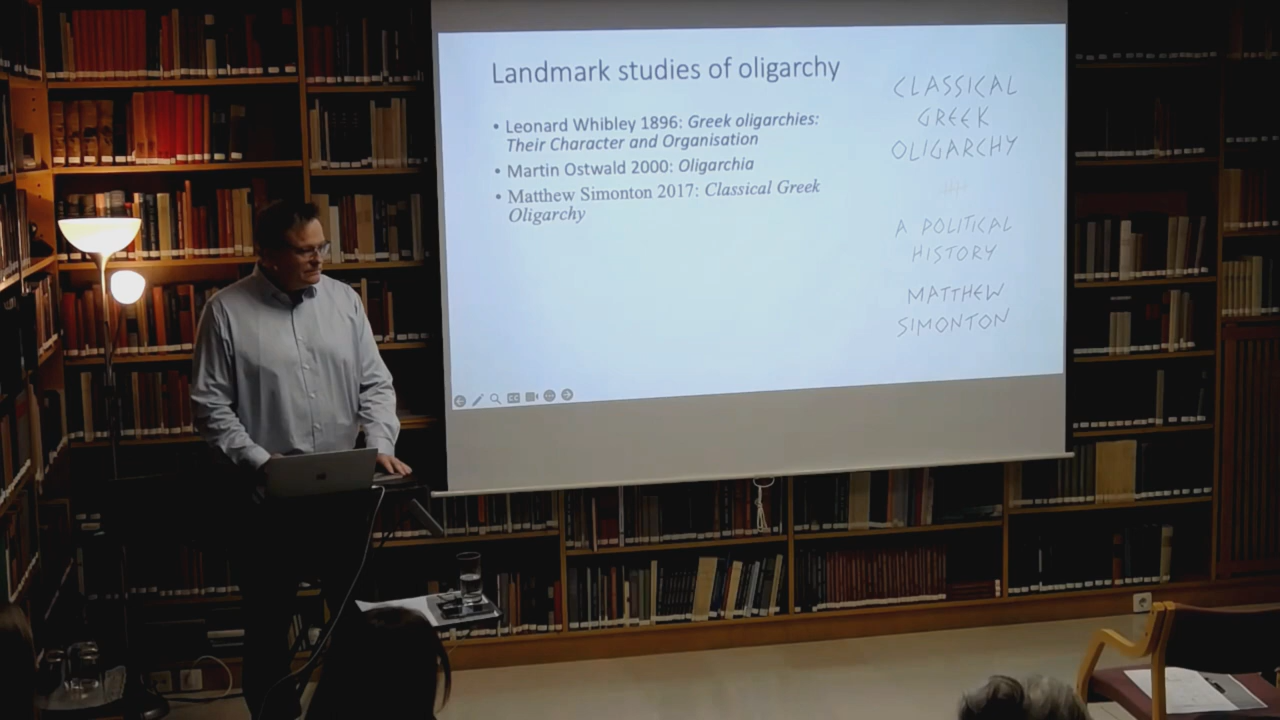 Landmark studies of oligarchy
• Leonard Whibley 1896: Greek oligarchies:
Their Character and Organisation
• Martin Ostwald 2000: Oligarchia
• Matthew Simonton 2017: Classical Greek
Oligarchy
CLASSICAL
GREEK
OLIGARCHY
A POLITICAL
HISTORY
MATTHEW
SIMONTON